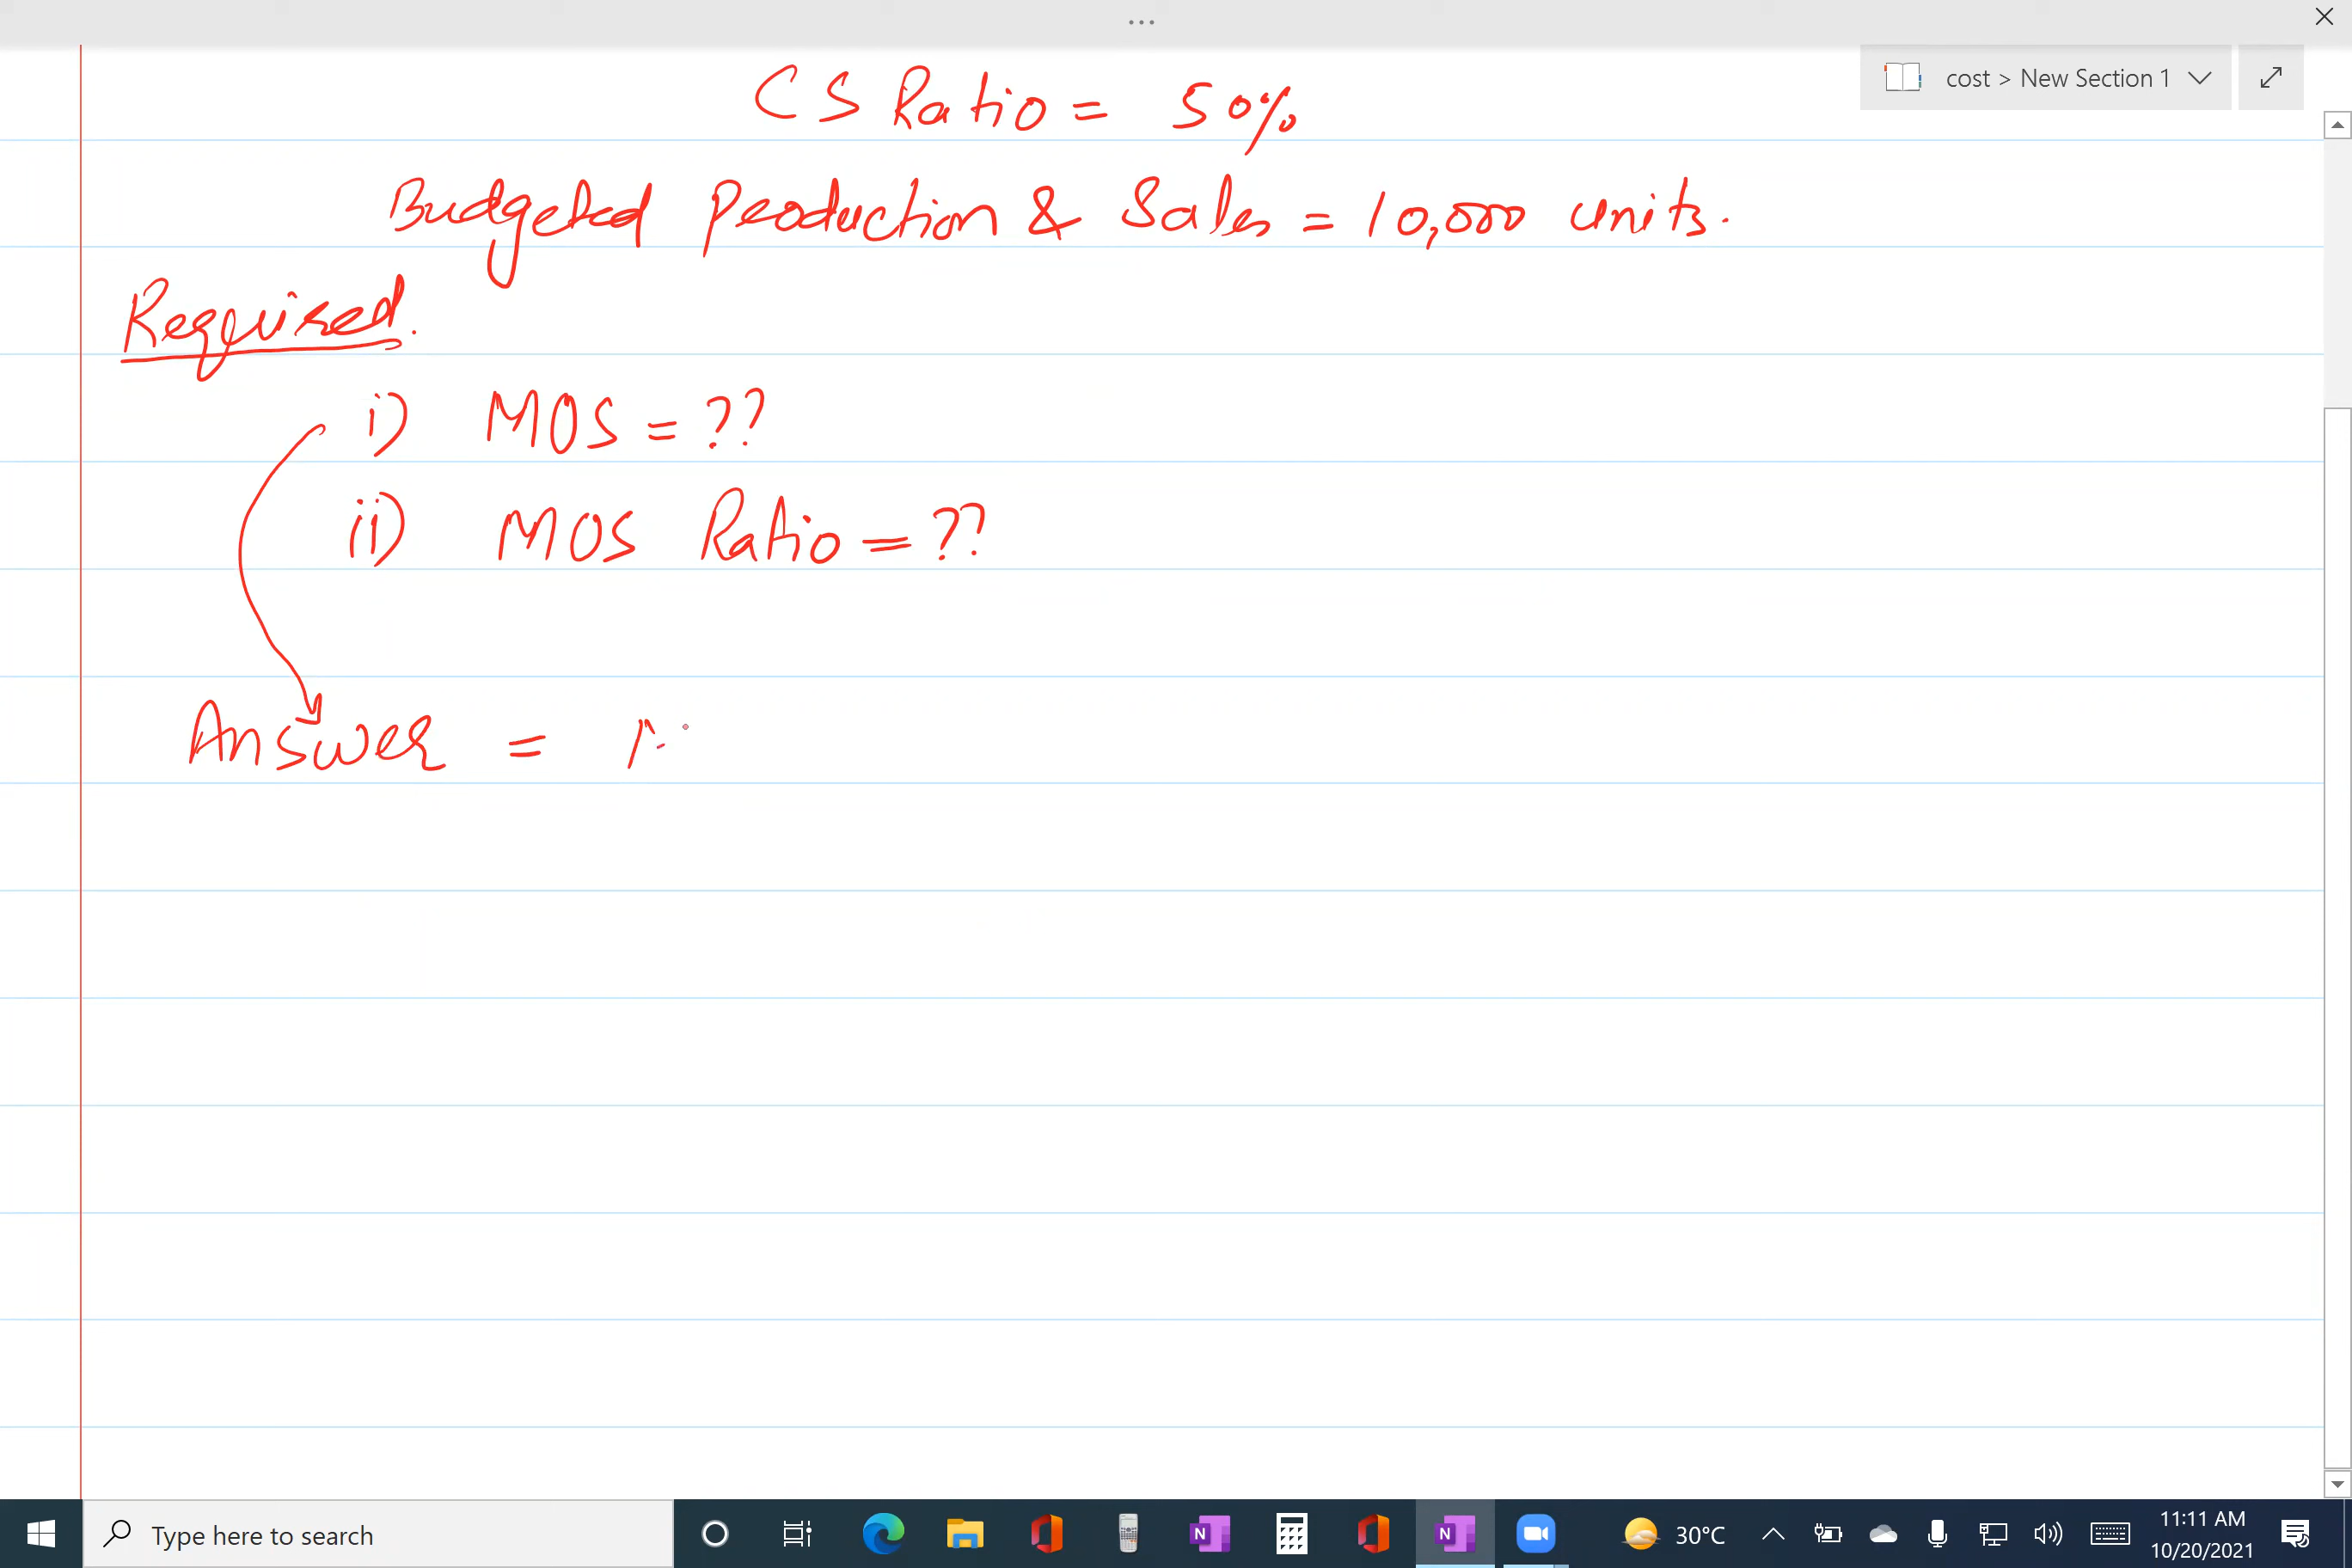 cost > New Section 1
CS Ratio = 50%
Budgeted Production & Sales = 10,000 units.
Required.
i) MOS = ??
ii) MOS Ratio = ??
Answer =
Type here to search
30°C
11:11 AM
10/20/2021